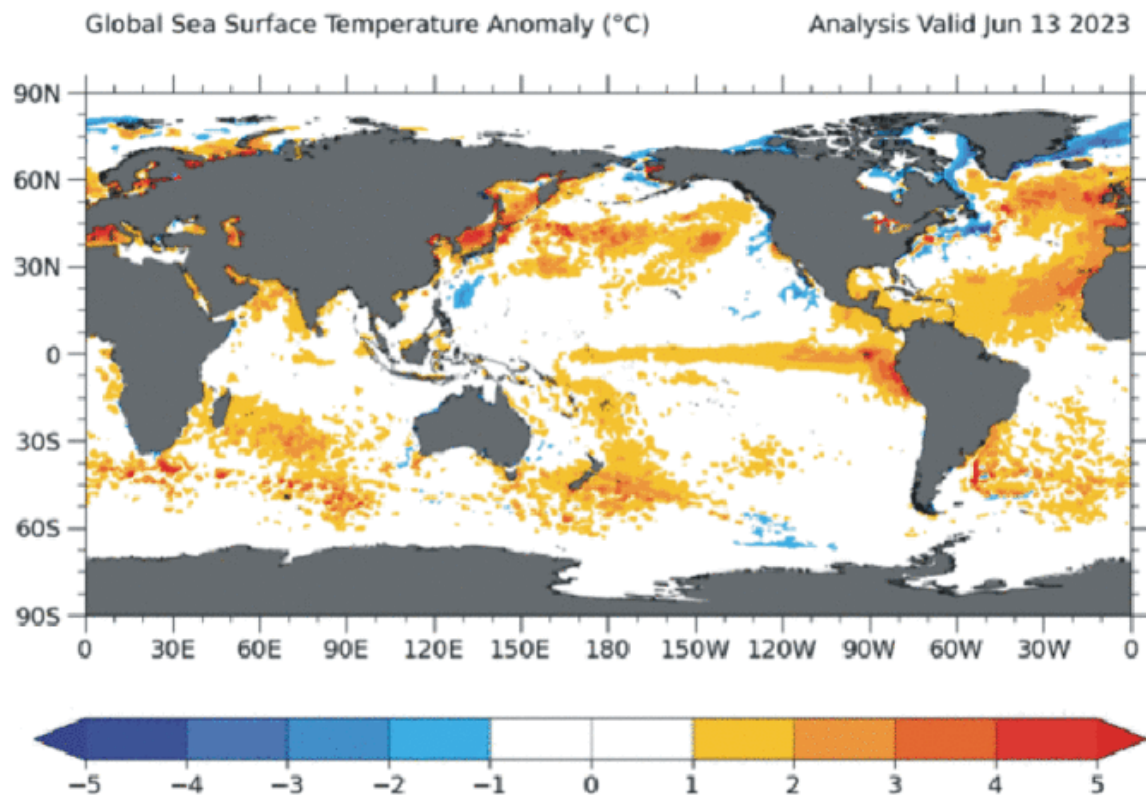 Global Sea Surface Temperature Anomaly (°C) Analysis Valid Jun 13 2023
90N
60N
30N
0
30S
60S
90S
0 30E 60E 90E 120E 150E 180 150W 120W 90W 60W 30W 0
−5 −4 −3 −2 −1 0 1 2 3 4 5